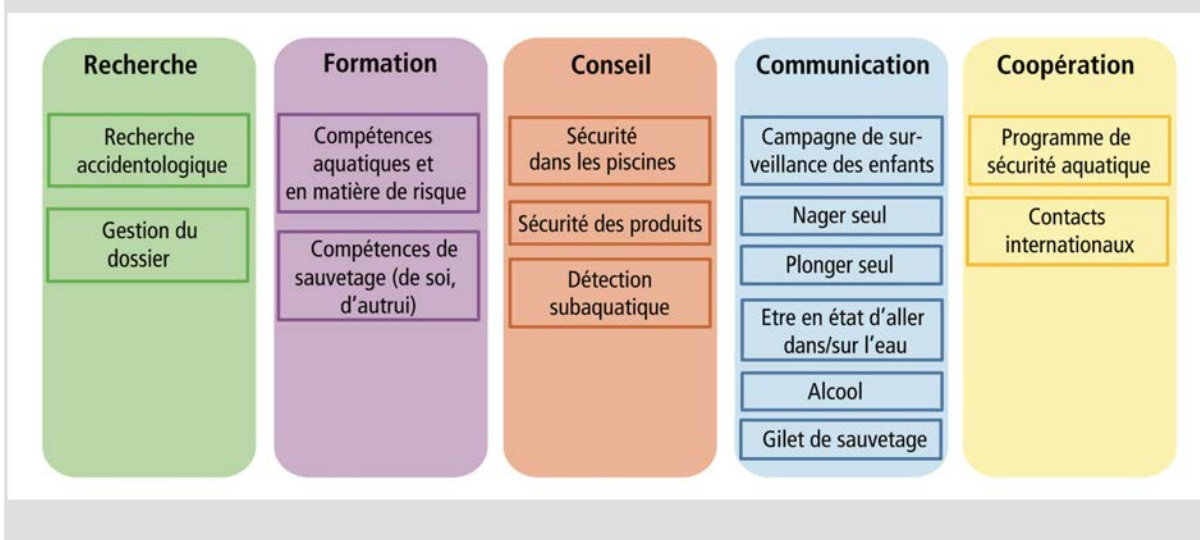 Recherche
Recherche
accidentologique
Gestion du
dossier
Formation
Compétences
aquatiques et
en matière de risque
Compétences de
sauvetage (de soi,
d'autrui)
Conseil
Sécurité
dans les piscines
Sécurité des produits
Détection
subaquatique
Communication
Campagne de sur-
veillance des enfants
Nager seul
Plonger seul
Etre en état d'aller
dans/sur l'eau
Alcool
Gilet de sauvetage
Coopération
Programme de
sécurité aquatique
Contacts
internationaux